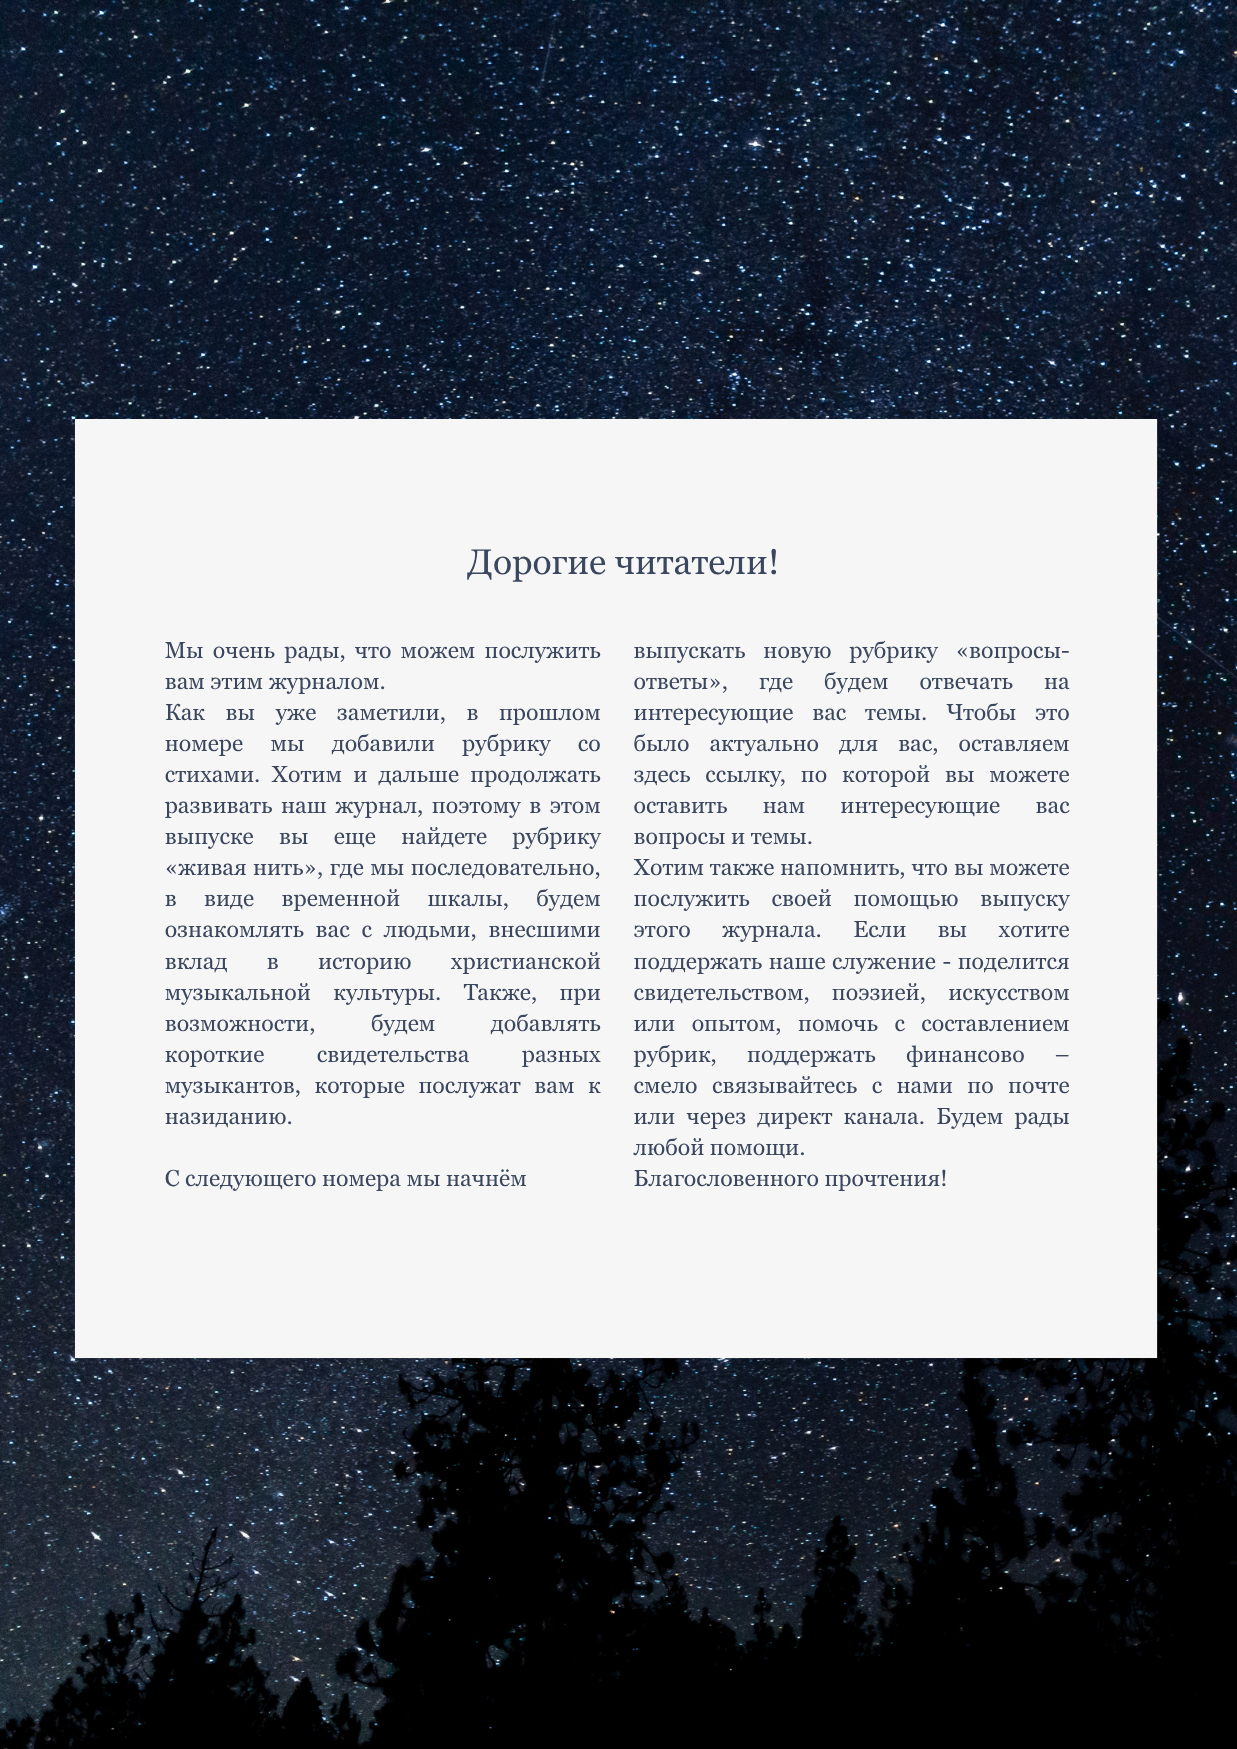 Дорогие читатели!
Мы очень рады, что можем послужить
вам этим журналом.
Как вы уже заметили, в прошлом
номере мы добавили рубрику со
стихами. Хотим и дальше продолжать
развивать наш журнал, поэтому в этом
выпуске вы еще найдете рубрику
«живая нить», где мы последовательно,
в виде временной шкалы, будем
ознакомлять вас с людьми, внесшими
вклад в историю христианской
музыкальной культуры. Также, при
возможности, будем добавлять
короткие свидетельства разных
музыкантов, которые послужат вам к
назиданию.
С следующего номера мы начнём
выпускать новую рубрику «вопросы-
ответы», где будем отвечать на
интересующие вас темы. Чтобы это
было актуально для вас, оставляем
здесь ссылку, по которой вы можете
оставить нам интересующие вас
вопросы и темы.
Хотим также напомнить, что вы можете
послужить своей помощью выпуску
этого журнала. Если вы хотите
поддержать наше служение - поделится
свидетельством, поэзией, искусством
или опытом, помочь с составлением
рубрик, поддержать финансово –
смело связывайтесь с нами по почте
или через директ канала. Будем рады
любой помощи.
Благословенного прочтения!